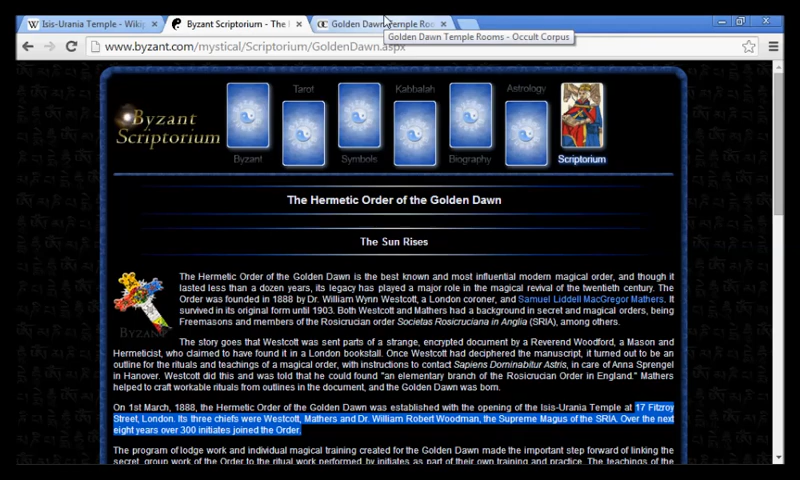 Isis-Urania Temple - Wikip
Byzant Scriptorium - The
Golden Dawn Temple Roo
Golden Dawn Temple Rooms - Occult Corpus
www.byzant.com/mystical/Scriptorium/GoldenDawn.aspx
Tarot Kabbalah Astrology
Byzant
Scriptorium
Byzant Symbols Biography Scriptorium
The Hermetic Order of the Golden Dawn
The Sun Rises
The Hermetic Order of the Golden Dawn is the best known and most influential modern magical order, and though it
lasted less than a dozen years, its legacy has played a major role in the magical revival of the twentieth century. The
Order was founded in 1888 by Dr. William Wynn Westcott, a London coroner, and Samuel Liddell MacGregor Mathers. It
survived in its original form until 1903. Both Westcott and Mathers had a background in secret and magical orders, being
Freemasons and members of the Rosicrucian order Societas Rosicruciana in Anglia (SRIA), among others.
BYZANT
The story goes that Westcott was sent parts of a strange, encrypted document by a Reverend Woodford, a Mason and
Hermeticist, who claimed to have found it in a London bookstall. Once Westcott had deciphered the manuscript, it turned out to be an
outline for the rituals and teachings of a magical order, with instructions to contact Sapiens Dominabitur Astris, in care of Anna Sprengel
in Hanover. Westcott did this and was told that he could found "an elementary branch of the Rosicrucian Order in England." Mathers
helped to craft workable rituals from outlines in the document, and the Golden Dawn was born.
On 1st March, 1888, the Hermetic Order of the Golden Dawn was established with the opening of the Isis-Urania Temple at 17 Fitzroy
Street, London. Its three chiefs were Westcott, Mathers and Dr. William Robert Woodman, the Supreme Magus of the SRIA. Over the next
eight years over 300 initiates joined the Order.
The program of lodge work and individual magical training created for the Golden Dawn made the important step forward of linking the
secret, group work of the Order to the ritual work performed by initiates as part of their own training and practice. The teachings of the